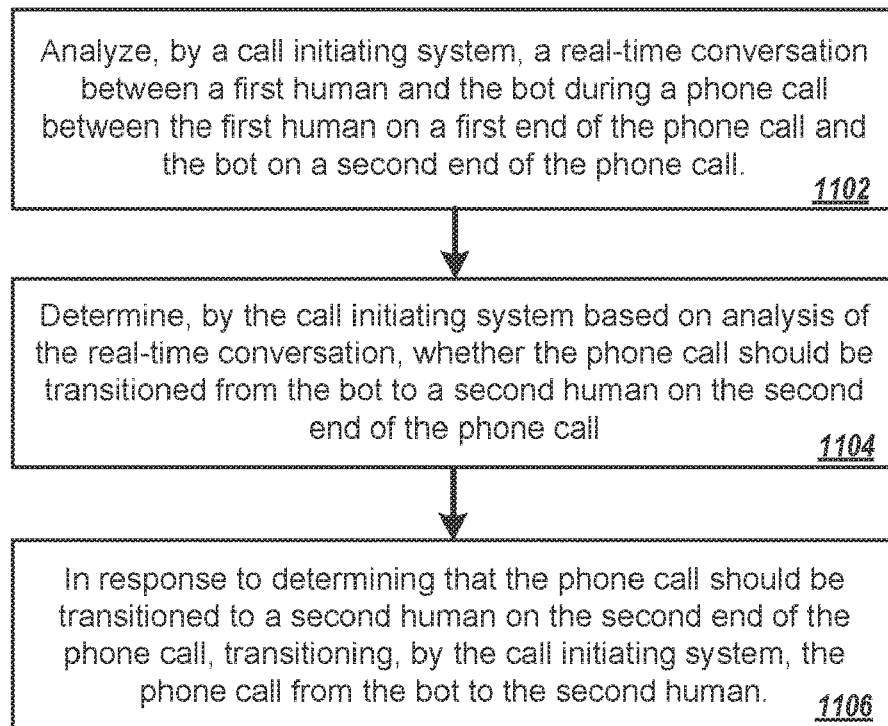 Analyze, by a call initiating system, a real-time conversation
between a first human and the bot during a phone call
between the first human on a first end of the phone call and
the bot on a second end of the phone call.
1102
Determine, by the call initiating system based on analysis of
the real-time conversation, whether the phone call should be
transitioned from the bot to a second human on the second
end of the phone call
1104
In response to determining that the phone call should be
transitioned to a second human on the second end of the
phone call, transitioning, by the call initiating system, the
phone call from the bot to the second human.
1106